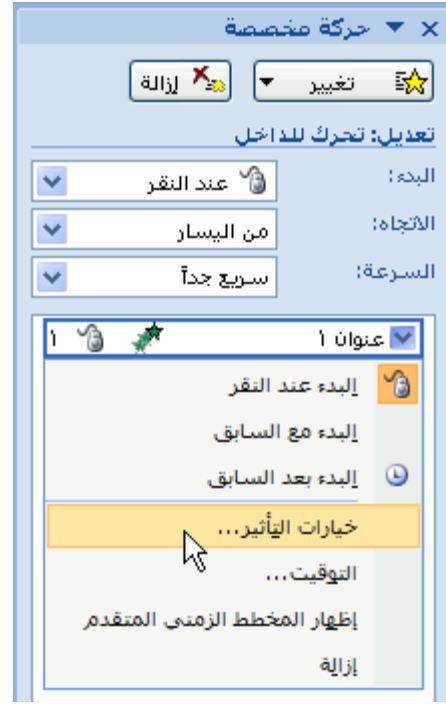 حركة مخصصة
تغيير إزالة
تعديل: تحرك للداخل
البدء: عند النقر
الاتجاه: من اليسار
السرعة: سريع جداً
عنوان ١ ١
البدء عند النقر
البدء مع السابق
البدء بعد السابق
خيارات التأثير...
التوقيت...
إظهار المخطط الزمني المتقدم
إزالة